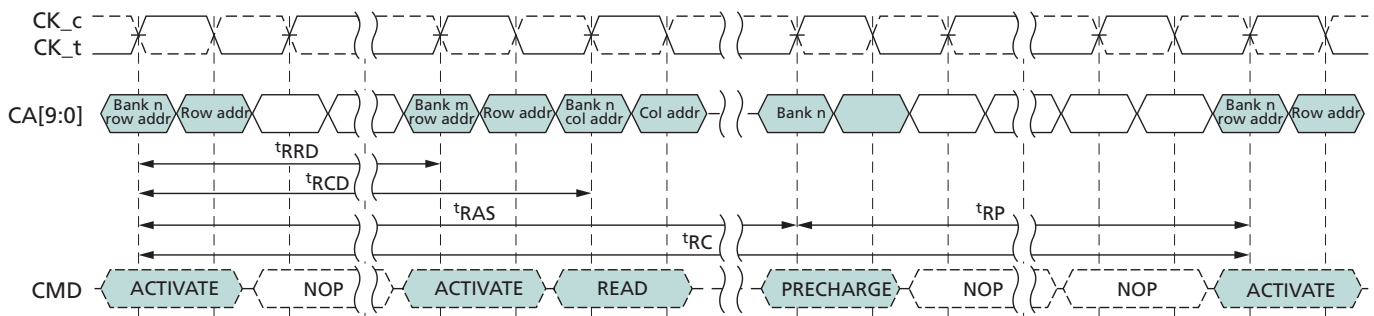 CK_c
CK_t
CA[9:0]
Bank n row addr
Row addr
Bank m row addr
Row addr
Bank n col addr
Col addr
Bank n
Bank n row addr
Row addr
tRRD
tRCD
tRAS
tRP
tRC
CMD
ACTIVATE
NOP
ACTIVATE
READ
PRECHARGE
NOP
NOP
ACTIVATE